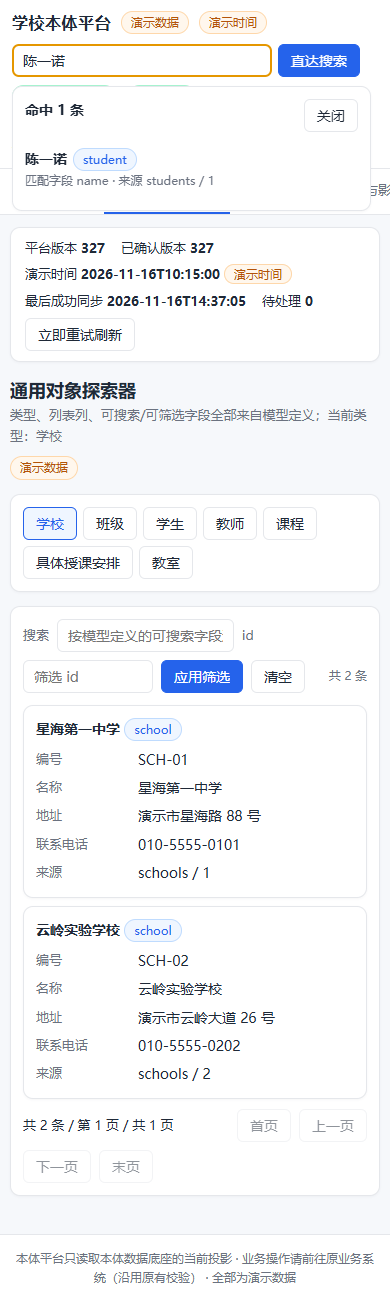 学校本体平台 演示数据 演示时间
陈一诺 直达搜索
命中 1 条 关闭
陈一诺 student
匹配字段 name · 来源 students / 1
与影
平台版本 327 已确认版本 327
演示时间 2026-11-16T10:15:00 演示时间
最后成功同步 2026-11-16T14:37:05 待处理 0
立即重试刷新
通用对象探索器
类型、列表列、可搜索/可筛选字段全部来自模型定义；当前类
型：学校
演示数据
学校 班级 学生 教师 课程
具体授课安排 教室
搜索 按模型定义的可搜索字段 id
筛选 id 应用筛选 清空 共 2 条
星海第一中学 school
编号 SCH-01
名称 星海第一中学
地址 演示市星海路 88 号
联系电话 010-5555-0101
来源 schools / 1
云岭实验学校 school
编号 SCH-02
名称 云岭实验学校
地址 演示市云岭大道 26 号
联系电话 010-5555-0202
来源 schools / 2
共 2 条 / 第 1 页 / 共 1 页 首页 上一页
下一页 末页
本体平台只读取本体数据底座的当前投影 · 业务操作请前往原业务系
统（沿用原有校验） · 全部为演示数据